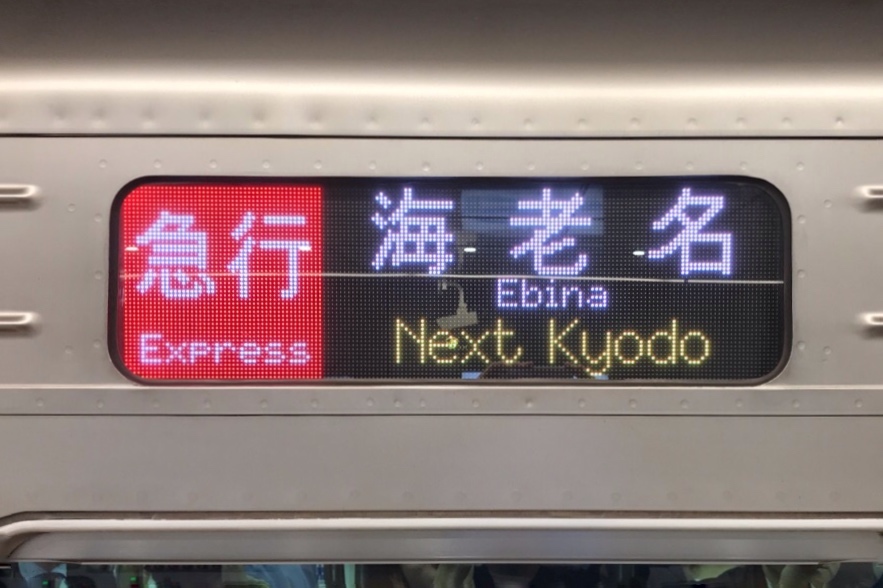 急行
Express
海老名
Ebina
Next Kyodo